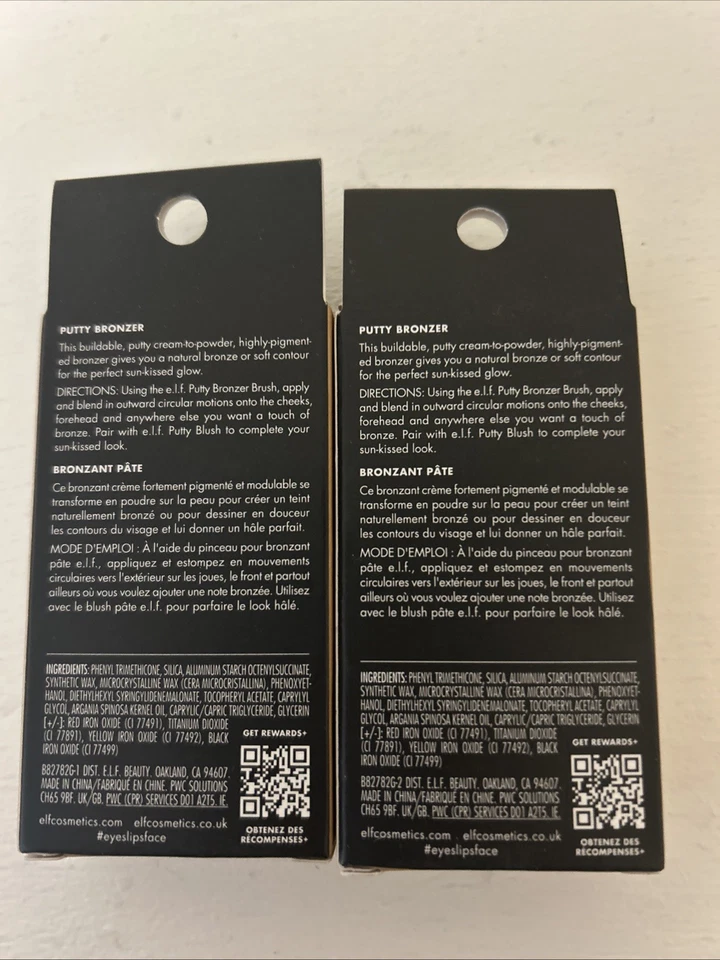 PUTTY BRONZER
This buildable, putty cream-to-powder, highly-pigment-
ed bronzer gives you a natural bronze or soft contour
for the perfect sun-kissed glow.
DIRECTIONS: Using the e.l.f. Putty Bronzer Brush, apply
and blend in outward circular motions onto the cheeks,
forehead and anywhere else you want a touch of
bronze. Pair with e.l.f. Putty Blush to complete your
sun-kissed look.
BRONZANT PÂTE
Ce bronzant crème fortement pigmenté et modulable se
transforme en poudre sur la peau pour créer un teint
naturellement bronzé ou pour dessiner en douceur
les contours du visage et lui donner un hâle parfait.
MODE D'EMPLOI : À l'aide du pinceau pour bronzant
pâte e.l.f., appliquez et estompez en mouvements
circulaires vers l'extérieur sur les joues, le front et partout
ailleurs où vous voulez ajouter une note bronzée. Utilisez
avec le blush pâte e.l.f. pour parfaire le look hâlé.
INGREDIENTS: PHENYL TRIMETHICONE, SILICA, ALUMINUM STARCH OCTENYLSUCCINATE,
SYNTHETIC WAX, MICROCRYSTALLINE WAX (CERA MICROCRISTALLINA), PHENOXYET-
HANOL, DIETHYLHEXYL SYRINGYLIDENEMALONATE, TOCOPHERYL ACETATE, CAPRYLYL
GLYCOL, ARGANIA SPINOSA KERNEL OIL, CAPRYLIC/CAPRIC TRIGLYCERIDE, GLYCERIN
[+/-]: RED IRON OXIDE (CI 77491), TITANIUM DIOXIDE
(CI 77891), YELLOW IRON OXIDE (CI 77492), BLACK
IRON OXIDE (CI 77499)
B82782G-1 DIST. E.L.F. BEAUTY. OAKLAND, CA 94607.
MADE IN CHINA/FABRIQUÉ EN CHINE. PWC SOLUTIONS
CH65 9BF. UK/GB. PWC (CPR) SERVICES D01 A2T5. IE.
elfcosmetics.com elfcosmetics.co.uk
#eyeslipsface
GET REWARDS+
OBTENEZ DES
RÉCOMPENSES+
PUTTY BRONZER
This buildable, putty cream-to-powder, highly-pigment-
ed bronzer gives you a natural bronze or soft contour
for the perfect sun-kissed glow.
DIRECTIONS: Using the e.l.f. Putty Bronzer Brush, apply
and blend in outward circular motions onto the cheeks,
forehead and anywhere else you want a touch of
bronze. Pair with e.l.f. Putty Blush to complete your
sun-kissed look.
BRONZANT PÂTE
Ce bronzant crème fortement pigmenté et modulable se
transforme en poudre sur la peau pour créer un teint
naturellement bronzé ou pour dessiner en douceur
les contours du visage et lui donner un hâle parfait.
MODE D'EMPLOI : À l'aide du pinceau pour bronzant
pâte e.l.f., appliquez et estompez en mouvements
circulaires vers l'extérieur sur les joues, le front et partout
ailleurs où vous voulez ajouter une note bronzée. Utilisez
avec le blush pâte e.l.f. pour parfaire le look hâlé.
INGREDIENTS: PHENYL TRIMETHICONE, SILICA, ALUMINUM STARCH OCTENYLSUCCINATE,
SYNTHETIC WAX, MICROCRYSTALLINE WAX (CERA MICROCRISTALLINA), PHENOXYET-
HANOL, DIETHYLHEXYL SYRINGYLIDENEMALONATE, TOCOPHERYL ACETATE, CAPRYLYL
GLYCOL, ARGANIA SPINOSA KERNEL OIL, CAPRYLIC/CAPRIC TRIGLYCERIDE, GLYCERIN
[+/-]: RED IRON OXIDE (CI 77491), TITANIUM DIOXIDE
(CI 77891), YELLOW IRON OXIDE (CI 77492), BLACK
IRON OXIDE (CI 77499)
B82782G-2 DIST. E.L.F. BEAUTY. OAKLAND, CA 94607.
MADE IN CHINA/FABRIQUÉ EN CHINE. PWC SOLUTIONS
CH65 9BF. UK/GB. PWC (CPR) SERVICES D01 A2T5. IE.
elfcosmetics.com elfcosmetics.co.uk
#eyeslipsface
GET REWARDS+
OBTENEZ DES
RÉCOMPENSES+